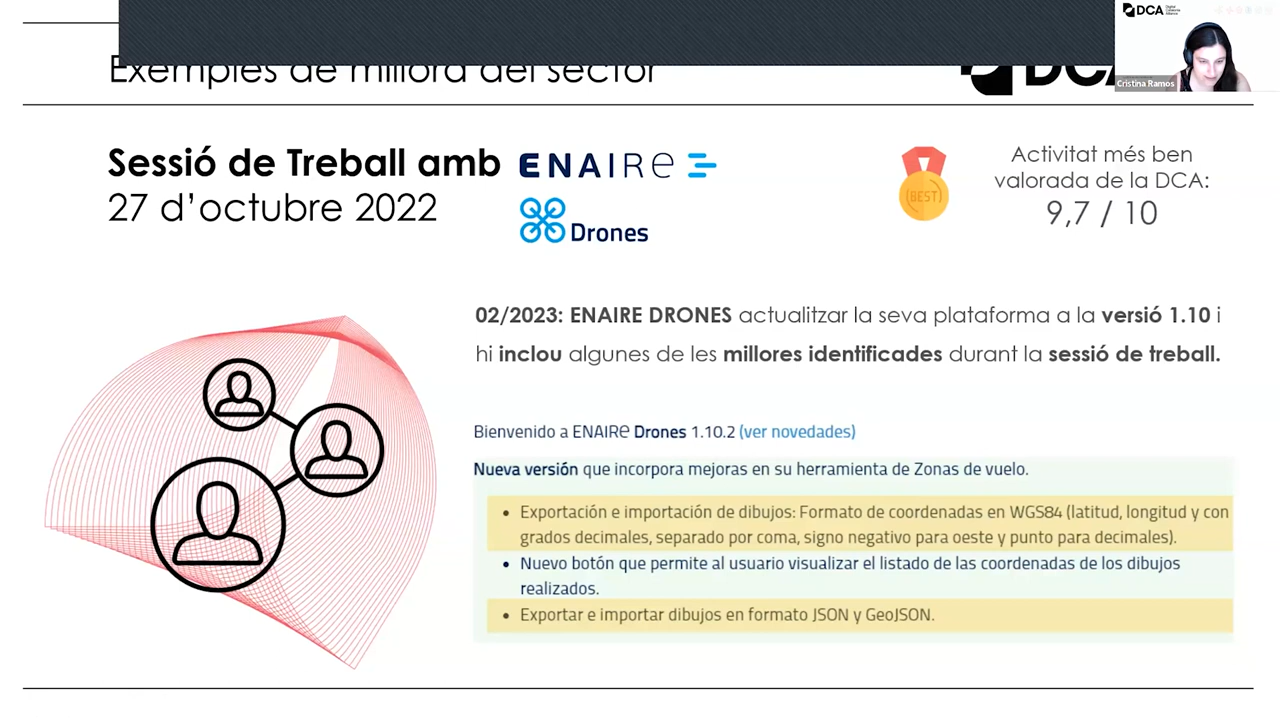 Exemples de millora del sector
DCA
Cristina Ramos
Sessió de Treball amb ENAIRe
27 d’octubre 2022
Drones
BEST
Activitat més ben
valorada de la DCA:
9,7 / 10
02/2023: ENAIRE DRONES actualitzar la seva plataforma a la versió 1.10 i
hi inclou algunes de les millores identificades durant la sessió de treball.
Bienvenido a ENAIRe Drones 1.10.2 (ver novedades)
Nueva versión que incorpora mejoras en su herramienta de Zonas de vuelo.
• Exportación e importación de dibujos: Formato de coordenadas en WGS84 (latitud, longitud y con
grados decimales, separado por coma, signo negativo para oeste y punto para decimales).
• Nuevo botón que permite al usuario visualizar el listado de las coordenadas de los dibujos
realizados.
• Exportar e importar dibujos en formato JSON y GeoJSON.